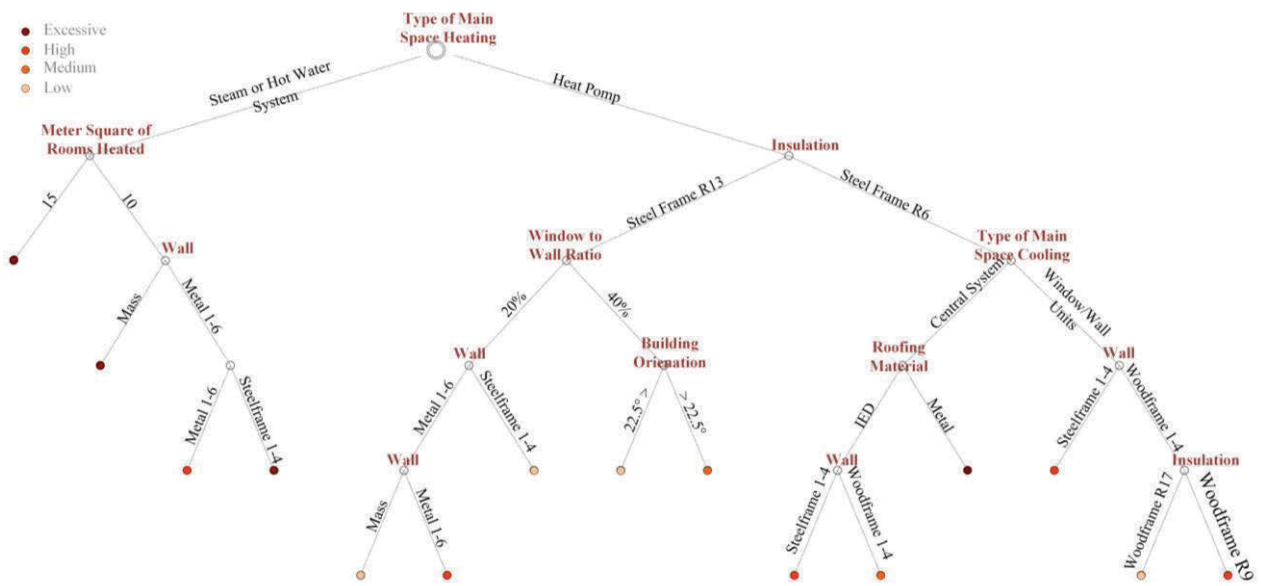 Excessive
High
Medium
Low
Type of Main
Space Heating
Steam or Hot Water
System
Heat Pomp
Meter Square of
Rooms Heated
Insulation
15
10
Steel Frame R13
Steel Frame R6
Wall
Window to
Wall Ratio
Type of Main
Space Cooling
Mass
Metal 1-6
20%
40%
Central System
Window/Wall
Units
Wall
Building
Orienation
Roofing
Material
Wall
Metal 1-6
Steelframe 1-4
Metal 1-6
Steelframe 1-4
22.5° >
> 22.5°
IED
Metal
Steelframe 1-4
Woodframe 1-4
Wall
Wall
Insulation
Mass
Metal 1-6
Steelframe 1-4
Woodframe 1-4
Woodframe R17
Woodframe R9